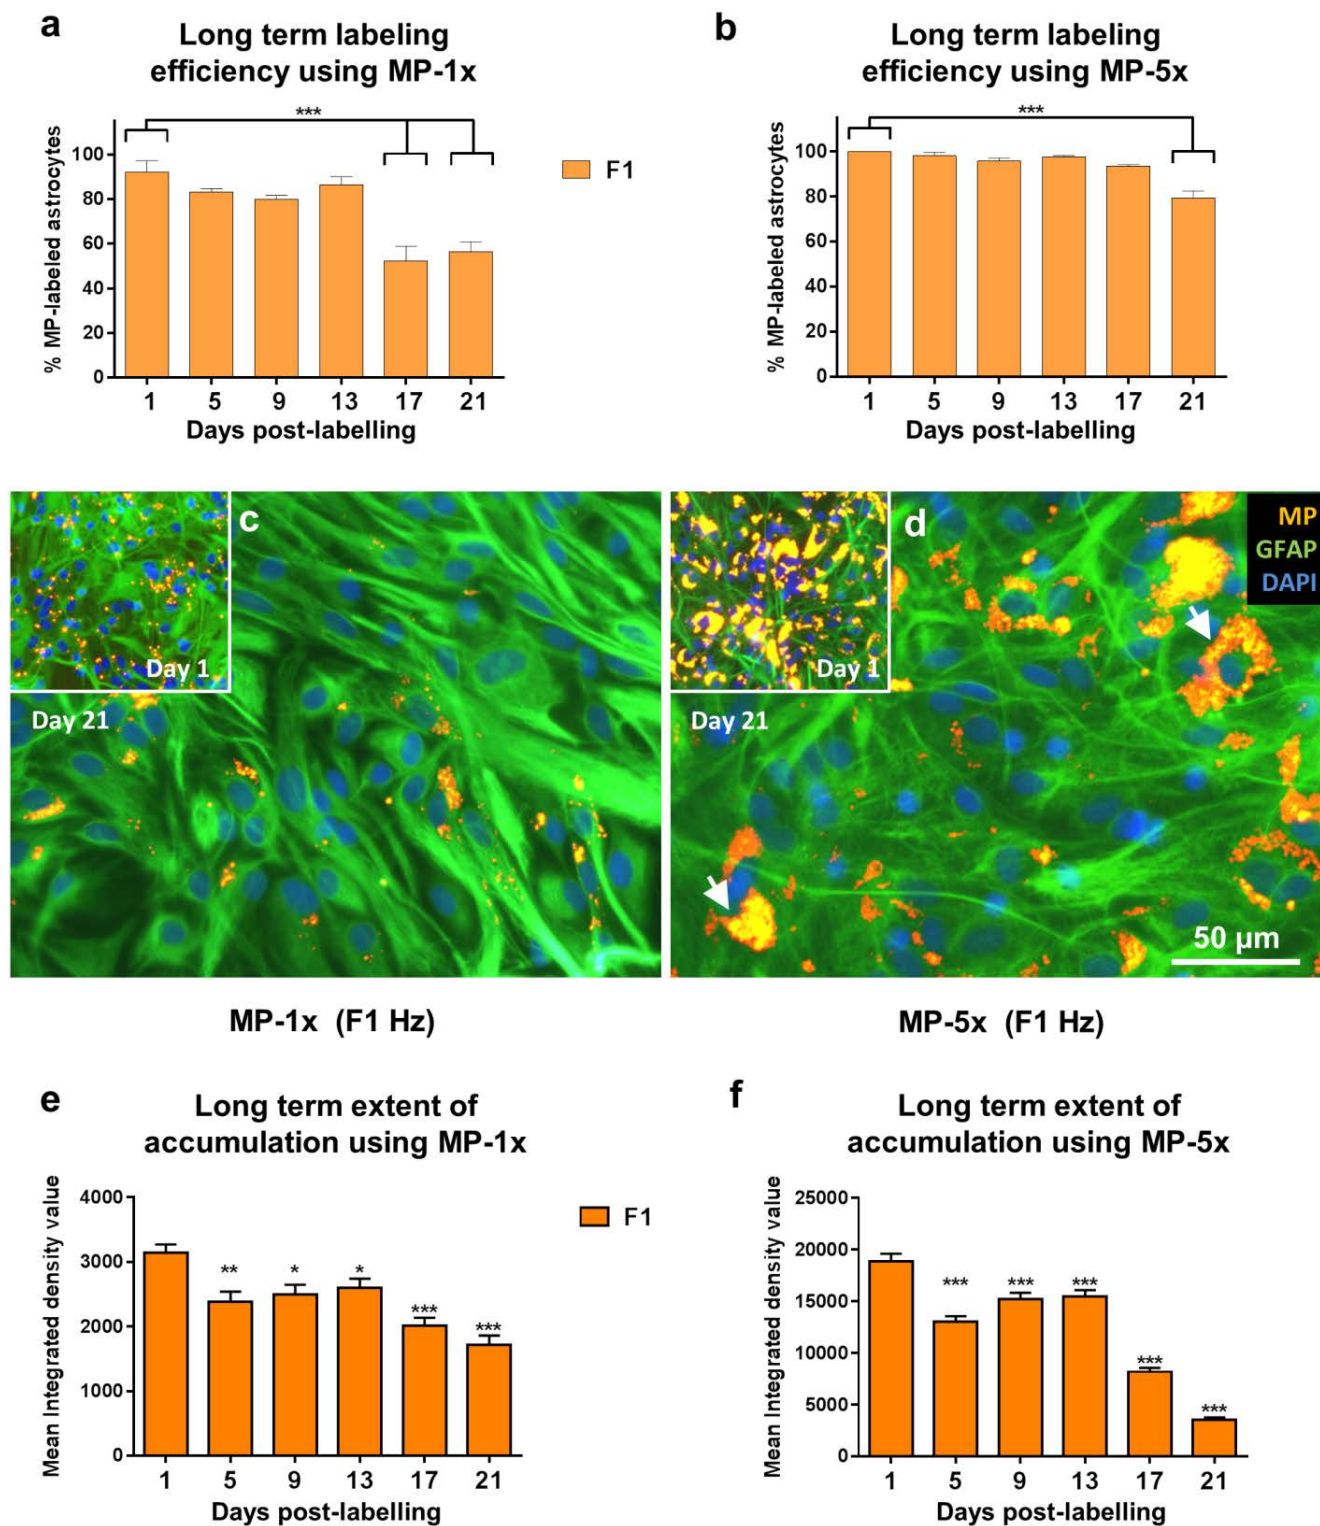 a
Long term labeling
efficiency using MP-1x
***
% MP-labeled astrocytes
100
80
60
40
20
0
1 5 9 13 17 21
Days post-labelling
F1
b
Long term labeling
efficiency using MP-5x
***
% MP-labeled astrocytes
100
80
60
40
20
0
1 5 9 13 17 21
Days post-labelling
c
Day 1
Day 21
d
Day 1
Day 21
MP
GFAP
DAPI
50 μm
MP-1x (F1 Hz)
MP-5x (F1 Hz)
e
Long term extent of
accumulation using MP-1x
Mean Integrated density value
4000
3000
2000
1000
0
** * * *** ***
1 5 9 13 17 21
Days post-labelling
F1
f
Long term extent of
accumulation using MP-5x
Mean Integrated density value
25000
20000
15000
10000
5000
0
*** *** *** *** ***
1 5 9 13 17 21
Days post-labelling